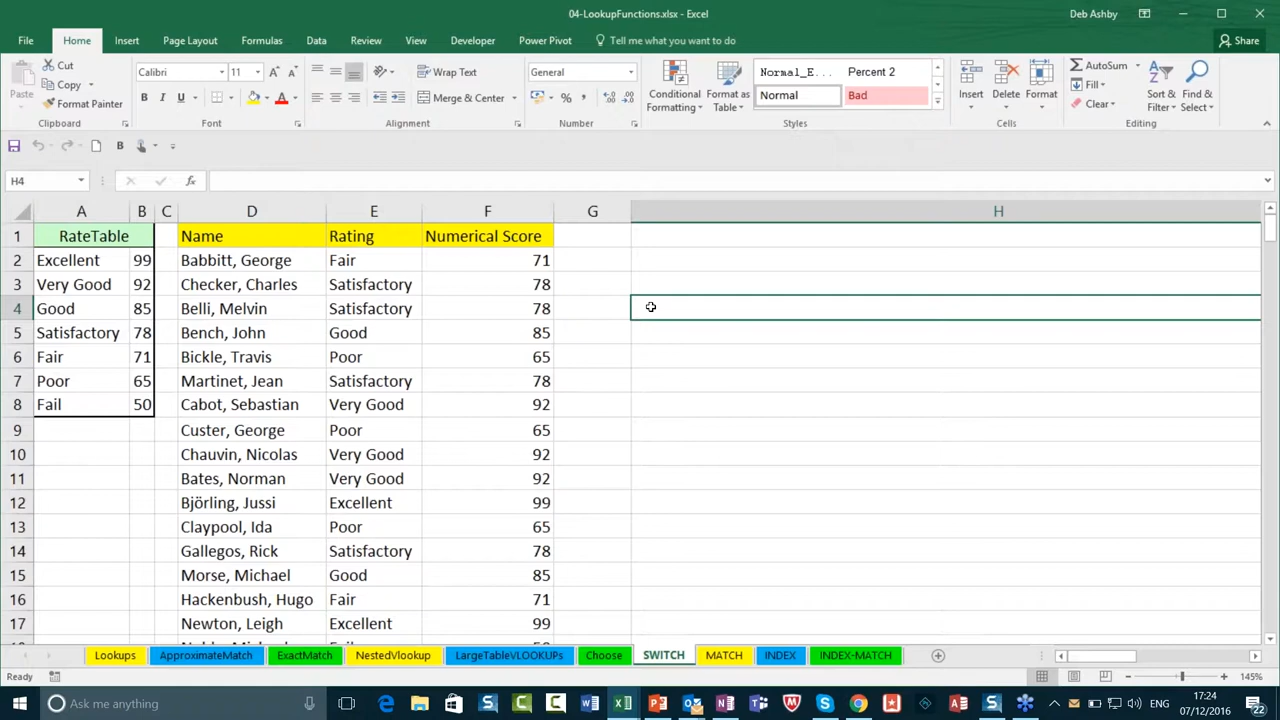 04-LookupFunctions.xlsx - Excel
Deb Ashby
File Home Insert Page Layout Formulas Data Review View Developer Power Pivot Tell me what you want to do Share
Paste
Cut
Copy
Format Painter
Clipboard
Calibri 11
B I U
Font
Wrap Text
Merge & Center
Alignment
General
Number
Conditional Formatting
Format as Table
Normal_E... Percent 2
Normal Bad
Styles
Insert Delete Format
Cells
AutoSum
Fill
Clear
Sort & Filter
Find & Select
Editing
H4 fx
A B C D E F G H
1 RateTable Name Rating Numerical Score
2 Excellent 99 Babbitt, George Fair 71
3 Very Good 92 Checker, Charles Satisfactory 78
4 Good 85 Belli, Melvin Satisfactory 78
5 Satisfactory 78 Bench, John Good 85
6 Fair 71 Bickle, Travis Poor 65
7 Poor 65 Martinet, Jean Satisfactory 78
8 Fail 50 Cabot, Sebastian Very Good 92
9 Custer, George Poor 65
10 Chauvin, Nicolas Very Good 92
11 Bates, Norman Very Good 92
12 Björling, Jussi Excellent 99
13 Claypool, Ida Poor 65
14 Gallegos, Rick Satisfactory 78
15 Morse, Michael Good 85
16 Hackenbush, Hugo Fair 71
17 Newton, Leigh Excellent 99
Lookups ApproximateMatch ExactMatch NestedVlookup LargeTableVLOOKUPs Choose SWITCH MATCH INDEX INDEX-MATCH
Ready 145%
Ask me anything
17:24
07/12/2016
22